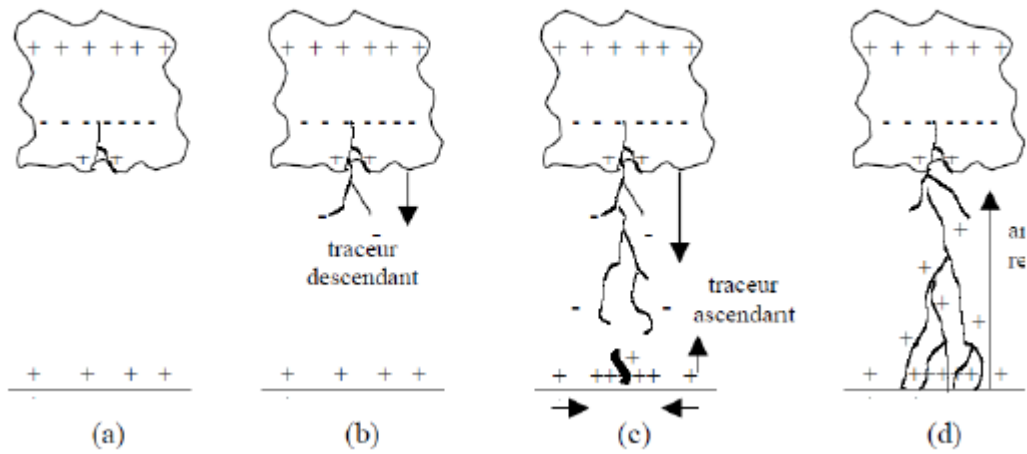 + + + + + +
- - - - - - -
+ +
+ + + +
(a)
+ + + + + +
- - - - - - -
+ +
- -
traceur
descendant
+ + + +
(b)
+ + + + + +
- - - - - - -
+ +
- -
- -
traceur
ascendant
+
+ ++ ++ +
(c)
+ + + + + +
- - - - - - -
+ +
+
+
+
+
+
+ + + + +
(d)